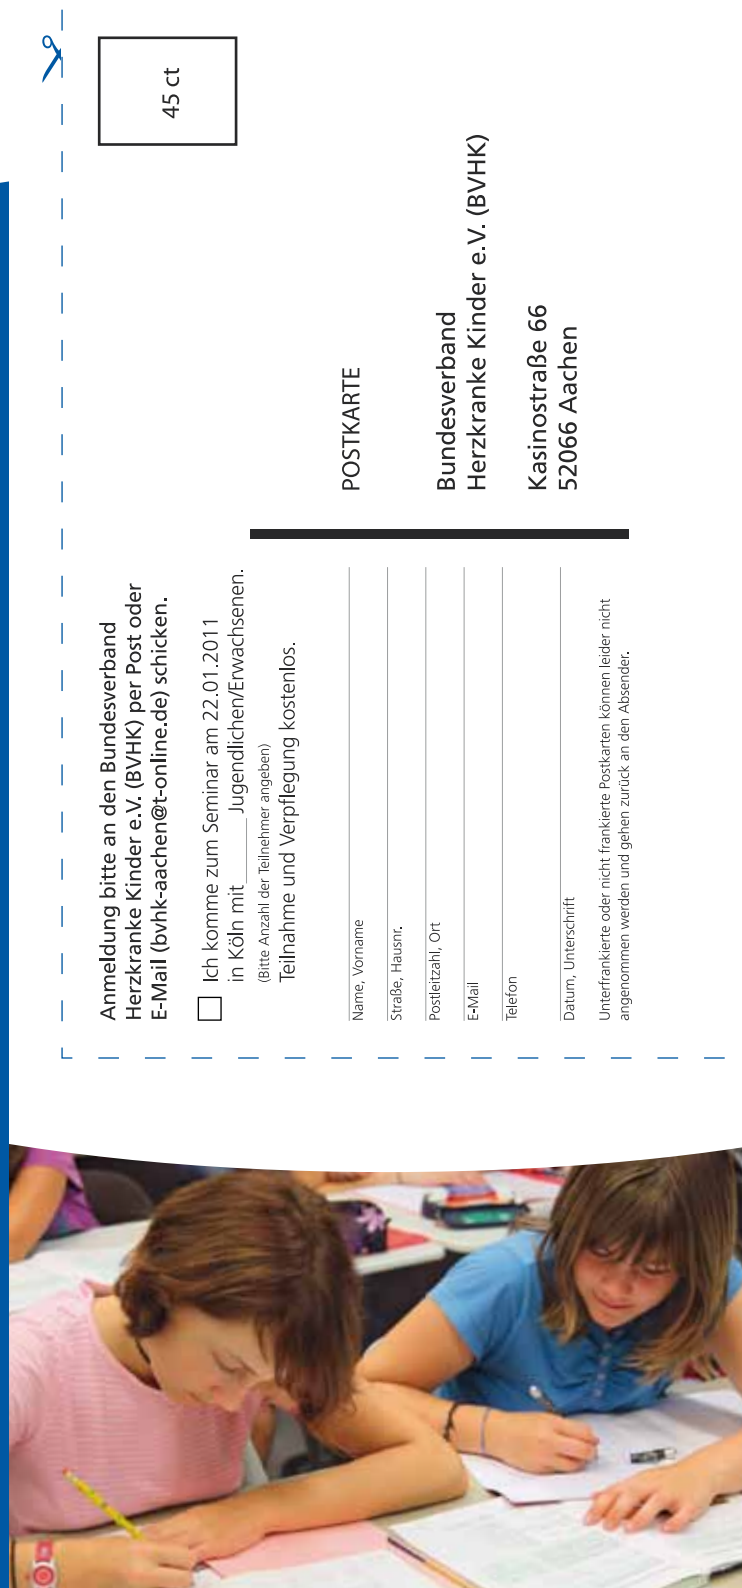 Anmeldung bitte an den Bundesverband
Herzkranke Kinder e.V. (BVHK) per Post oder
E-Mail (bvhk-aachen@t-online.de) schicken.
Ich komme zum Seminar am 22.01.2011
in Köln mit______ Jugendlichen/Erwachsenen.
(Bitte Anzahl der Teilnehmer angeben)
Teilnahme und Verpflegung kostenlos.
Name, Vorname
Straße, Hausnr.
Postleitzahl, Ort
E-Mail
Telefon
Datum, Unterschrift
Unterfrankierte oder nicht frankierte Postkarten können leider nicht
angenommen werden und gehen zurück an den Absender.
45 ct
POSTKARTE
Bundesverband
Herzkranke Kinder e.V. (BVHK)
Kasinostraße 66
52066 Aachen